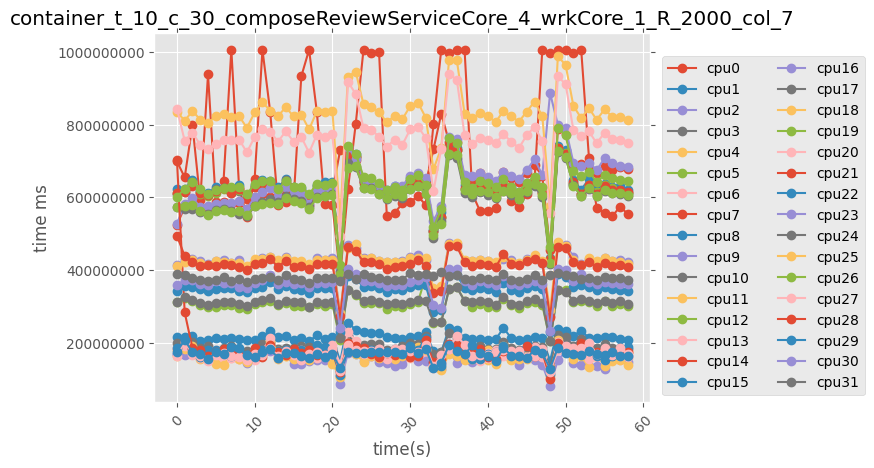 container_t_10_c_30_composeReviewServiceCore_4_wrkCore_1_R_2000_col_7
1000000000
800000000
600000000
400000000
200000000
time ms
0
10
20
30
40
50
60
time(s)
cpu0
cpu1
cpu2
cpu3
cpu4
cpu5
cpu6
cpu7
cpu8
cpu9
cpu10
cpu11
cpu12
cpu13
cpu14
cpu15
cpu16
cpu17
cpu18
cpu19
cpu20
cpu21
cpu22
cpu23
cpu24
cpu25
cpu26
cpu27
cpu28
cpu29
cpu30
cpu31